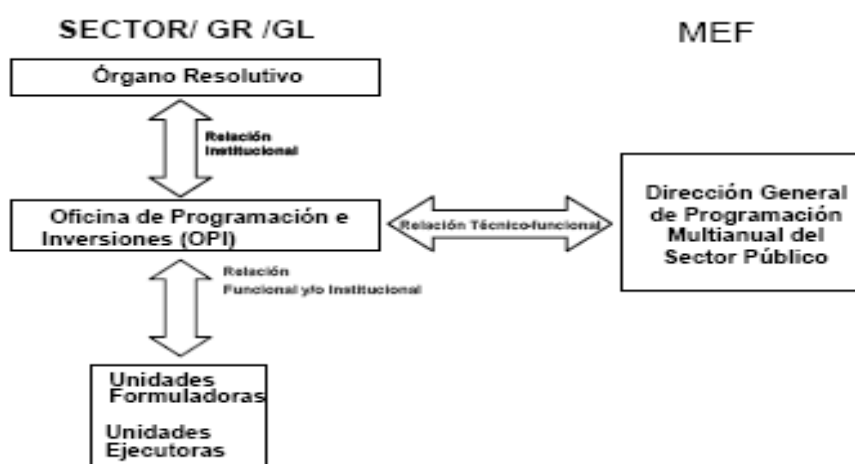 SECTOR/ GR /GL
MEF
Órgano Resolutivo
Relación
Institucional
Oficina de Programación e
Inversiones (OPI)
Relación Técnico-funcional
Dirección General
de Programación
Multianual del
Sector Público
Relación
Funcional y/o Institucional
Unidades
Formuladoras
Unidades
Ejecutoras